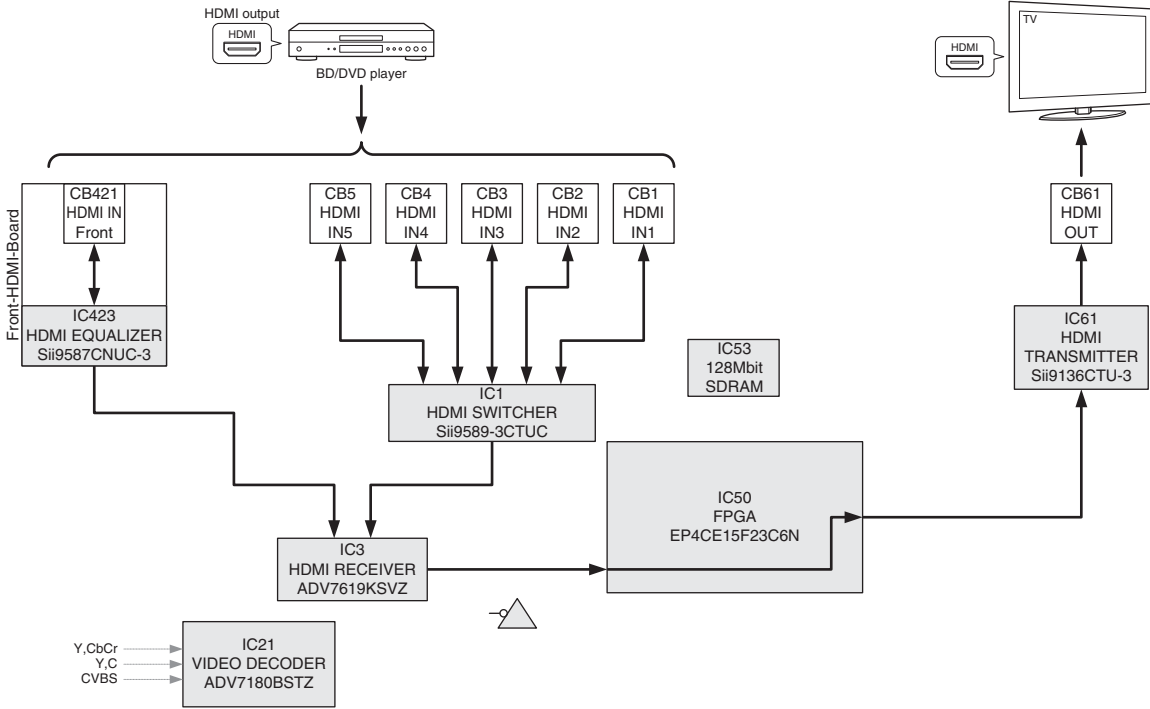 HDMI output
HDMI
BD/DVD player
TV
HDMI
Front-HDMI-Board
CB421
HDMI IN
Front
CB5
HDMI
IN5
CB4
HDMI
IN4
CB3
HDMI
IN3
CB2
HDMI
IN2
CB1
HDMI
IN1
CB61
HDMI
OUT
IC423
HDMI EQUALIZER
Sii9587CNUC-3
IC53
128Mbit
SDRAM
IC61
HDMI
TRANSMITTER
Sii9136CTU-3
IC1
HDMI SWITCHER
Sii9589-3CTUC
IC50
FPGA
EP4CE15F23C6N
IC3
HDMI RECEIVER
ADV7619KSVZ
Y,CbCr
Y,C
CVBS
IC21
VIDEO DECODER
ADV7180BSTZ